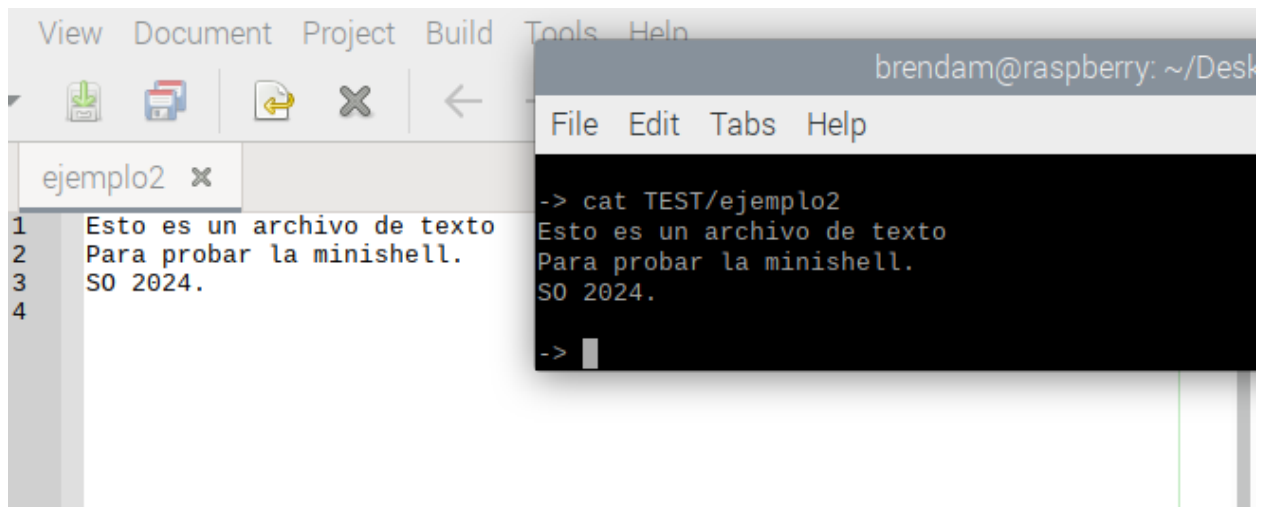 View Document Project Build Tools Help
ejemplo2
1 Esto es un archivo de texto
2 Para probar la minishell.
3 SO 2024.
4
brendam@raspberry: ~/Desk
File Edit Tabs Help
-> cat TEST/ejemplo2
Esto es un archivo de texto
Para probar la minishell.
SO 2024.
->